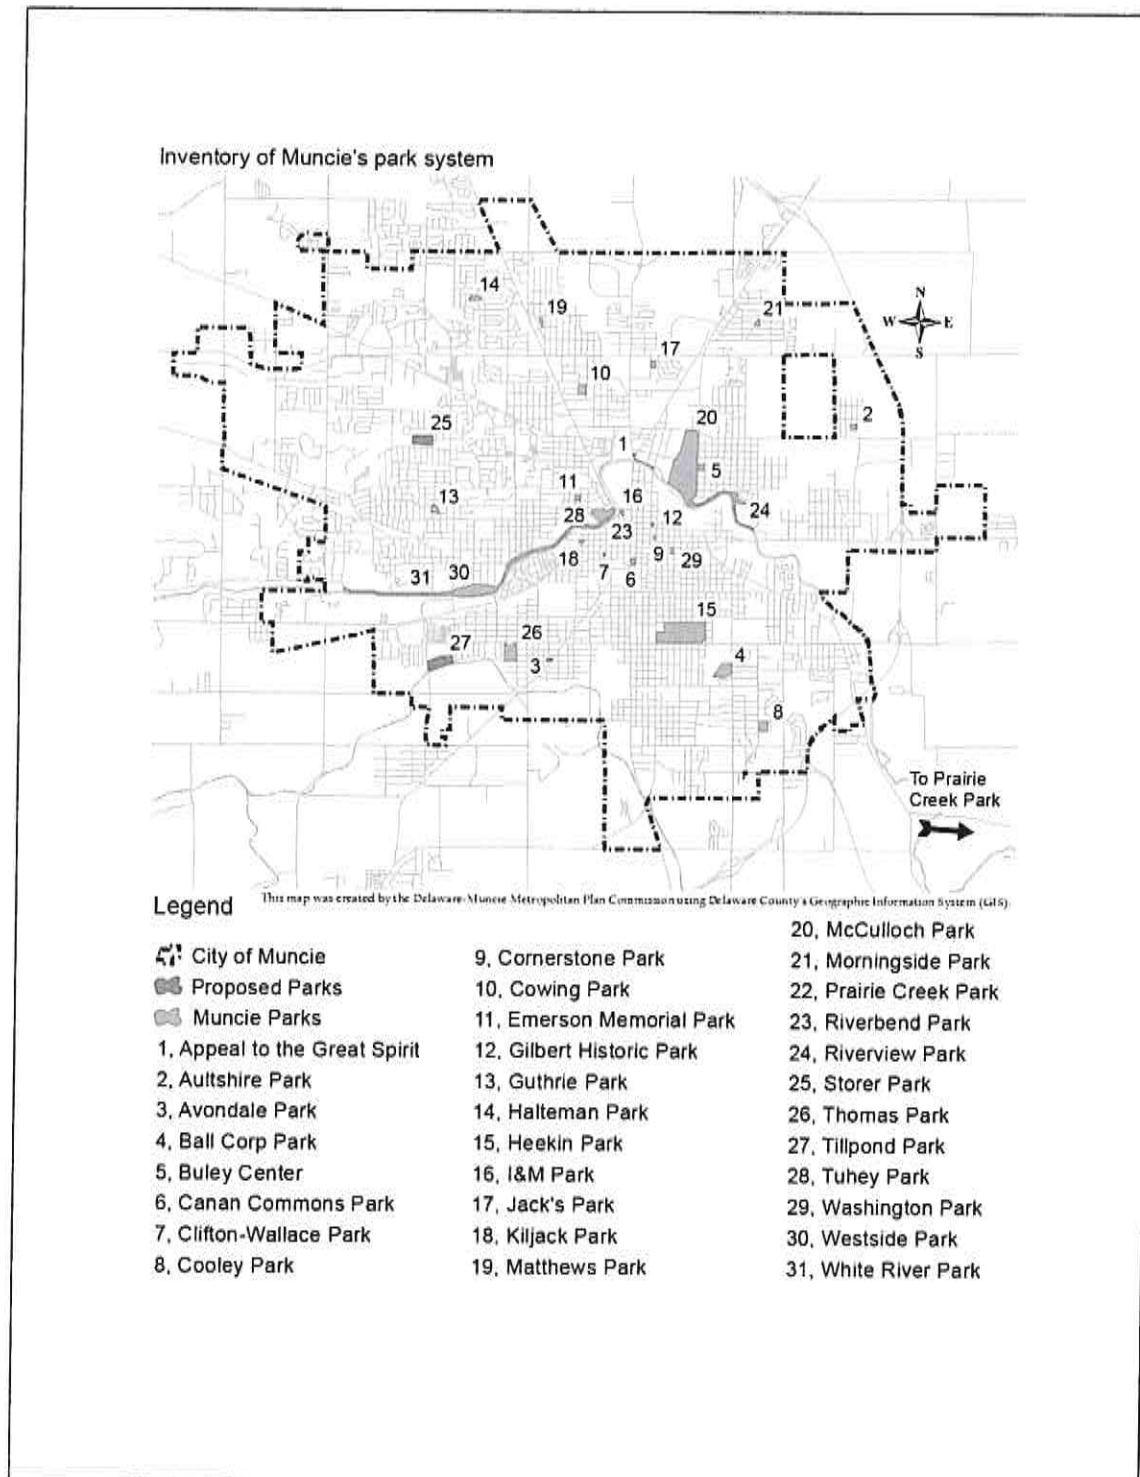 Inventory of Muncie's park system
14
19
21
N
W E
S
17
10
2
20
25
1
5
11
16
13
28
12
24
23
18
9
29
7
6
31
30
15
26
27
3
4
8
To Prairie
Creek Park
Legend
This map was created by the Delaware-Muncie Metropolitan Plan Commission using Delaware County's Geographic Information System (GIS).
City of Muncie
Proposed Parks
Muncie Parks
1, Appeal to the Great Spirit
2, Aultshire Park
3, Avondale Park
4, Ball Corp Park
5, Buley Center
6, Canan Commons Park
7, Clifton-Wallace Park
8, Cooley Park
9, Cornerstone Park
10, Cowing Park
11, Emerson Memorial Park
12, Gilbert Historic Park
13, Guthrie Park
14, Halteman Park
15, Heekin Park
16, I&M Park
17, Jack's Park
18, Kiljack Park
19, Matthews Park
20, McCulloch Park
21, Morningside Park
22, Prairie Creek Park
23, Riverbend Park
24, Riverview Park
25, Storer Park
26, Thomas Park
27, Tillpond Park
28, Tuhey Park
29, Washington Park
30, Westside Park
31, White River Park